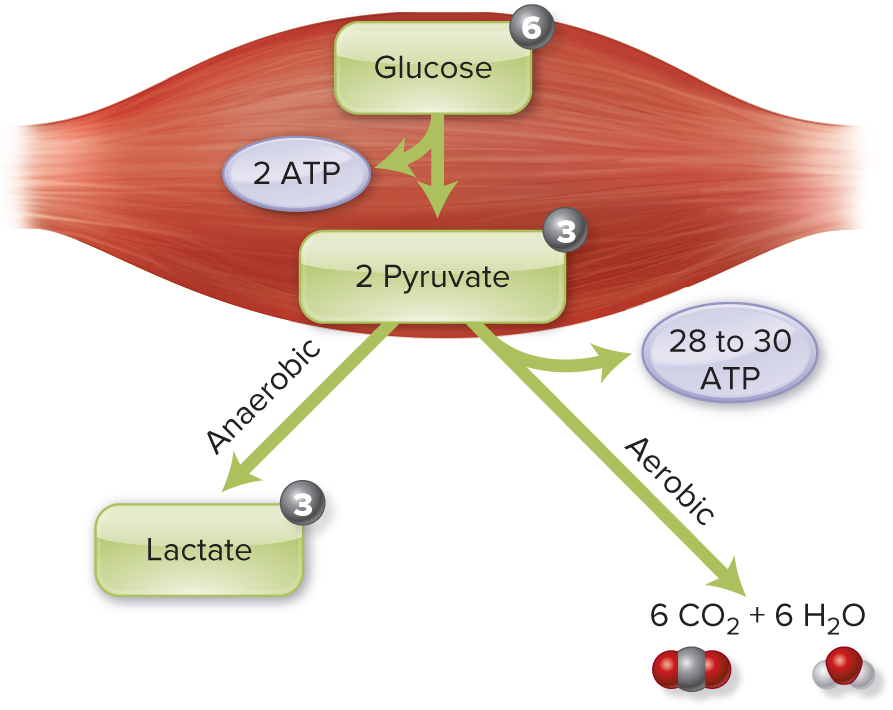 6
Glucose
2 ATP
3
2 Pyruvate
28 to 30
ATP
Anaerobic
Aerobic
3
Lactate
6 CO₂ + 6 H₂O